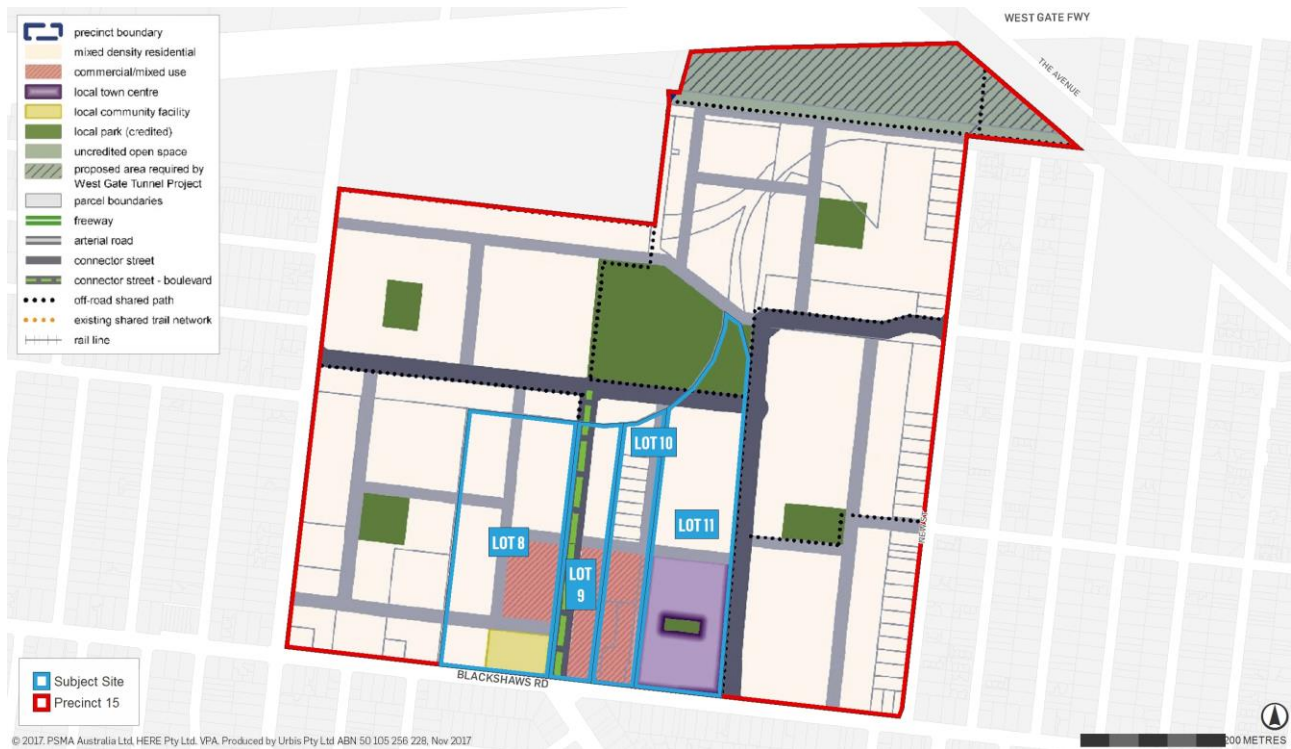 WEST GATE FWY
THE AVENUE
precinct boundary
mixed density residential
commercial/mixed use
local town centre
local community facility
local park (credited)
uncredited open space
proposed area required by
West Gate Tunnel Project
parcel boundaries
freeway
arterial road
connector street
connector street - boulevard
off-road shared path
existing shared trail network
rail line
LOT 10
LOT 11
LOT 8
LOT
9
BLACKSHAWS RD
Subject Site
Precinct 15
© 2017. PSMA Australia Ltd, HERE Pty Ltd. VPA. Produced by Urbis Pty Ltd ABN 50 105 256 228, Nov 2017
200 METRES